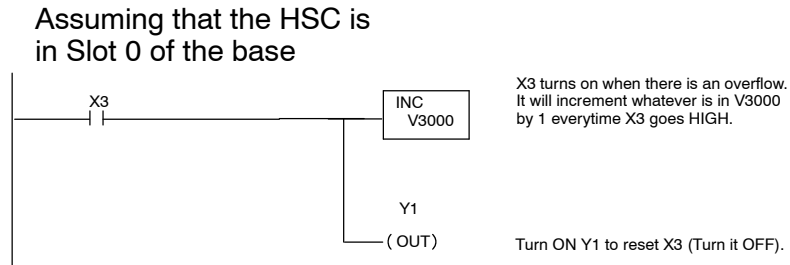 Assuming that the HSC is
in Slot 0 of the base
X3
INC
V3000
X3 turns on when there is an overflow.
It will increment whatever is in V3000
by 1 everytime X3 goes HIGH.
Y1
( OUT)
Turn ON Y1 to reset X3 (Turn it OFF).